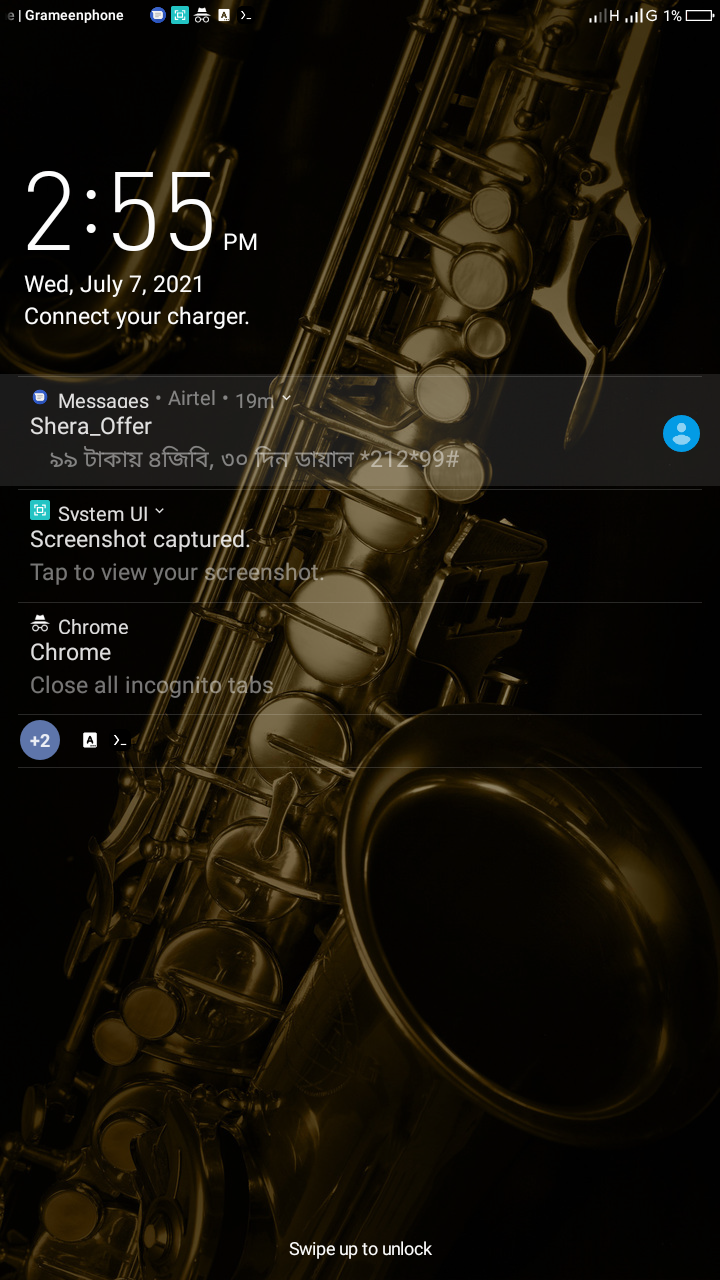 e | Grameenphone H G 1%
2:55 PM
Wed, July 7, 2021
Connect your charger.
Messages • Airtel • 19m
Shera_Offer
৯৯ টাকায় ৪জিবি, ৩০ দিন ডায়াল *212*99#
System UI
Screenshot captured.
Tap to view your screenshot.
Chrome
Chrome
Close all incognito tabs
+2
Swipe up to unlock